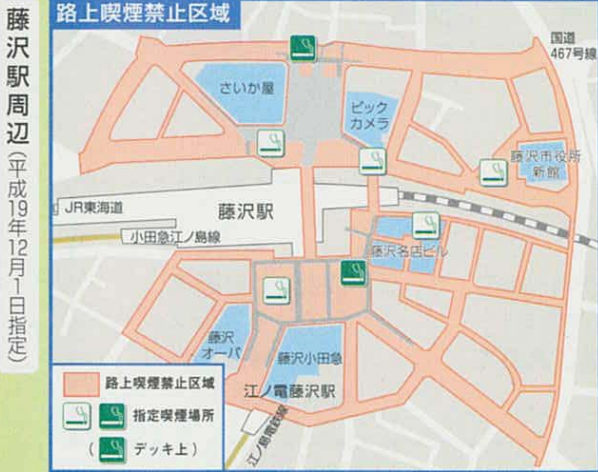 藤沢駅周辺（平成19年12月1日指定）
路上喫煙禁止区域
国道
467号線
さいか屋
ビック
カメラ
藤沢市役所
新館
JR東海道
藤沢駅
小田急江ノ島線
藤沢名店ビル
藤沢
オーパ
藤沢小田急
江ノ電藤沢駅
江ノ島電鉄線
路上喫煙禁止区域
指定喫煙場所
（ デッキ上）